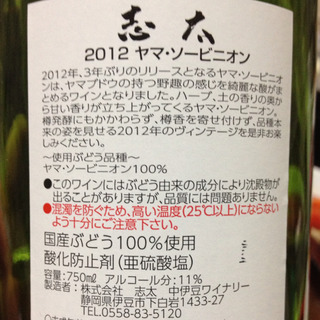 志太
2012 ヤマ・ソービニオン
2012年、3年ぶりのリリースとなるヤマ・ソービニオ
ンは、ヤマブドウの持つ野趣の感じを綺麗な酸がま
とめるワインとなりました。ハーブ、土の香りの奥か
ら甘い香りが立ち上がってくるヤマ・ソービニオン。
樽発酵にもかかわらず、樽香を寄せ付けず、品種本
来の姿を見せる2012年のヴィンテージを是非お楽
しみください。
〜使用ぶどう品種〜
ヤマ・ソービニオン100%
●このワインにはぶどう由来の成分により沈殿物が
出ることがありますが、品質には問題ありません。
●混濁を防ぐため、高い温度(25℃以上)にならない
よう十分にご注意下さい。
国産ぶどう100%使用
酸化防止剤(亜硫酸塩)
容量:750㎖ アルコール分:11%
製造者:株式会社 志太 中伊豆ワイナリー
静岡県伊豆市下白岩1433-27
TEL.0558-83-5120